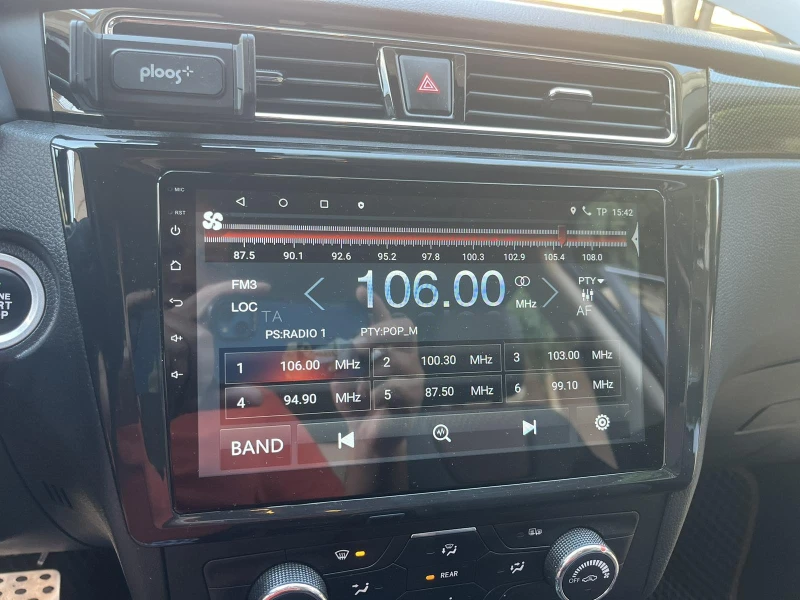 ploos+
MIC
RST
TP 15:42
87.5 90.1 92.6 95.2 97.8 100.3 102.9 105.4 108.0
FM3
LOC
TA
106.00 MHz
PTY
AF
PS:RADIO 1 PTY:POP_M
1 106.00 MHz 2 100.30 MHz 3 103.00 MHz
4 94.90 MHz 5 87.50 MHz 6 99.10 MHz
BAND
REAR
OFF